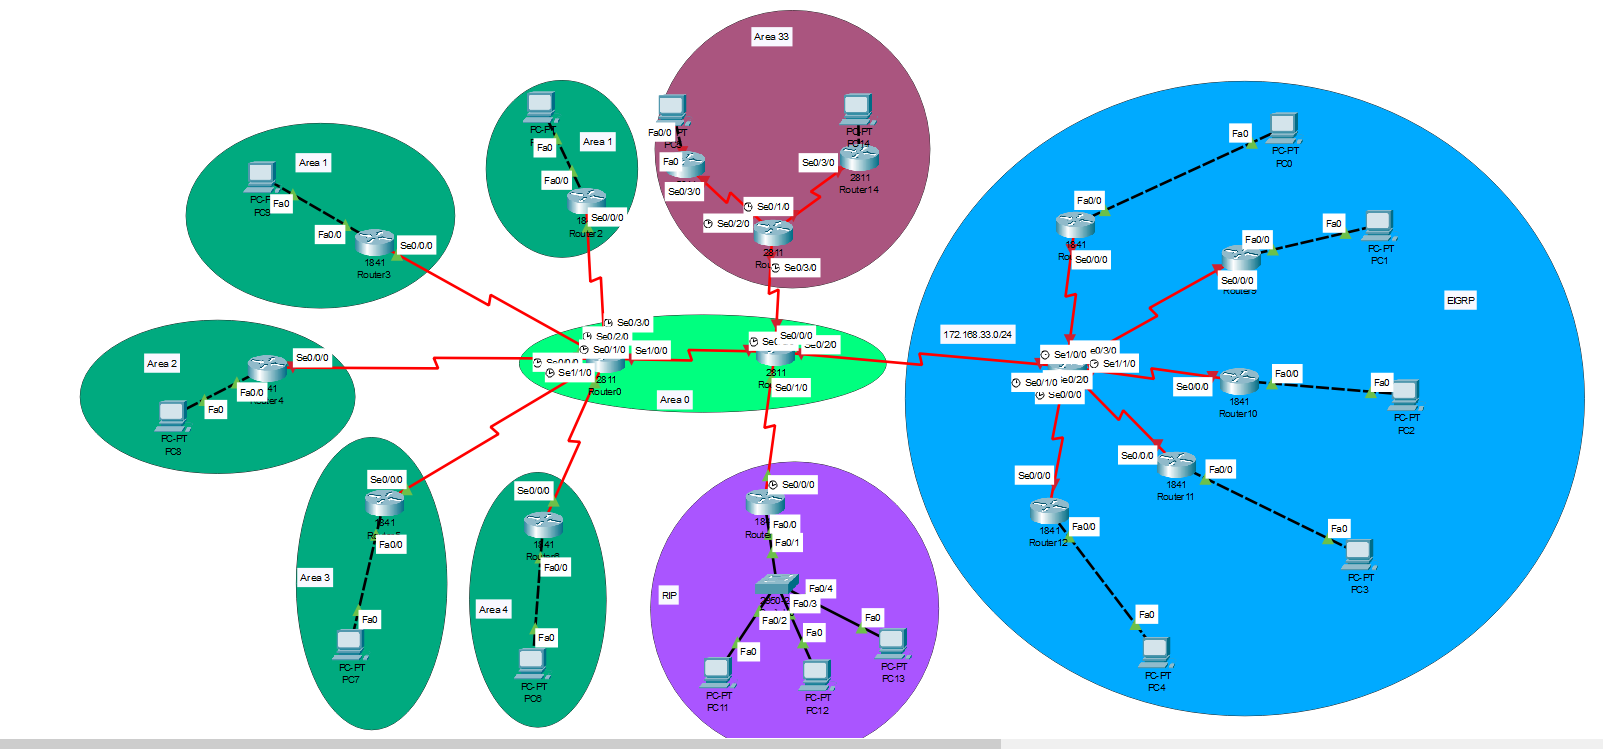 Area 33
PC-PT
Fa0
Fa0/0
Area 1
Se0/0/0
Router2
Area 1
PC9
Fa0
Fa0/0
Se0/0/0
1841
Router3
Fa0/0
Fa0
Se0/3/0
Se0/3/0
PC-PT
2811
Router14
Se0/1/0
Se0/2/0
2811
Se0/3/0
Fa0
PC-PT
PC0
Fa0/0
1841
Se0/0/0
Fa0
PC-PT
PC1
Fa0/0
Se0/0/0
EIGRP
172.168.33.0/24
Area 2
Se0/0/0
Fa0/0
Fa0
PC-PT
PC8
Se0/3/0
Se0/2/0
Se0/1/0
Se1/0/0
Se1/1/0
2811
Router0
Area 0
Se0/0/0
Se0/2/0
2811
Se0/1/0
Se1/0/0
Se1/1/0
Se0/1/0
Se0/0/0
Se0/0/0
Fa0/0
1841
Router10
Fa0
PC-PT
PC2
Se0/0/0
Fa0/0
1841
Router11
Fa0
PC-PT
PC3
Se0/0/0
Fa0/0
1841
Router12
Fa0
PC-PT
PC4
Se0/0/0
1841
Fa0/0
Area 3
Fa0
PC-PT
PC7
Se0/0/0
1841
Fa0/0
Area 4
Fa0
PC-PT
PC6
Se0/0/0
Fa0/0
Fa0/1
RIP
Fa0/4
Fa0/3
Fa0/2
Fa0
Fa0
Fa0
PC-PT
PC11
PC-PT
PC12
PC-PT
PC13